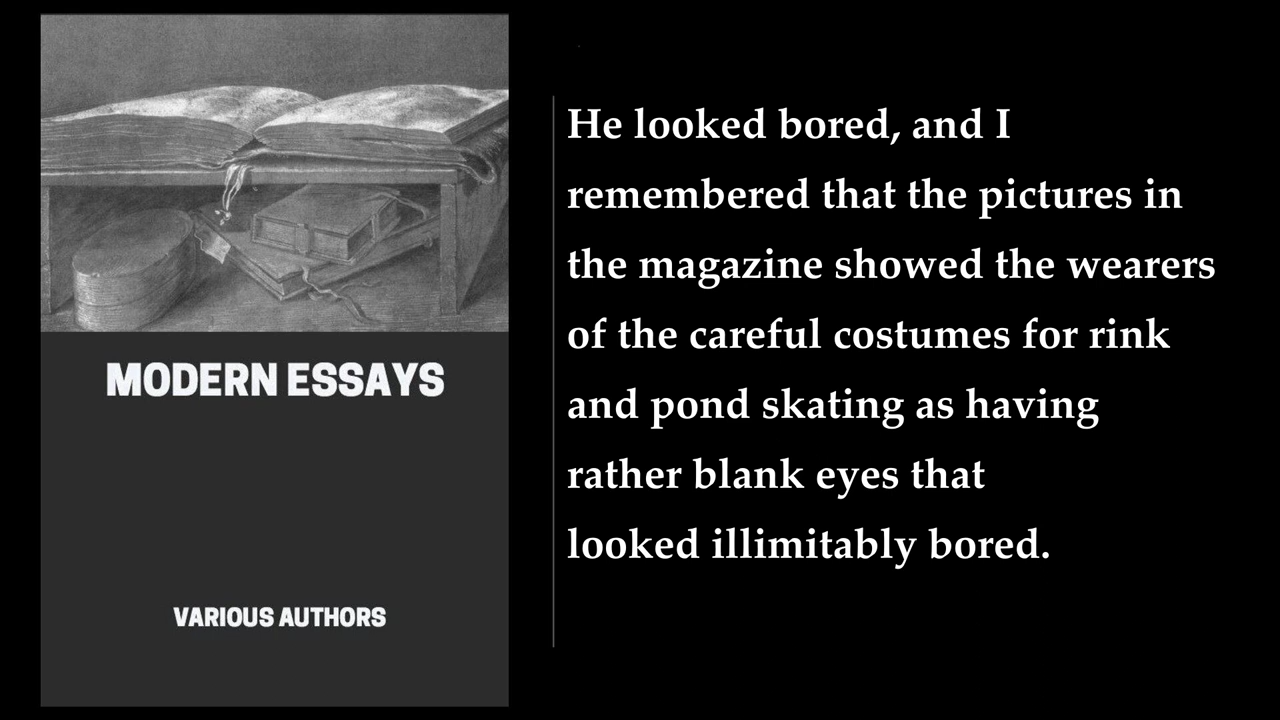 MODERN ESSAYS
VARIOUS AUTHORS
He looked bored, and I
remembered that the pictures in
the magazine showed the wearers
of the careful costumes for rink
and pond skating as having
rather blank eyes that
looked illimitably bored.